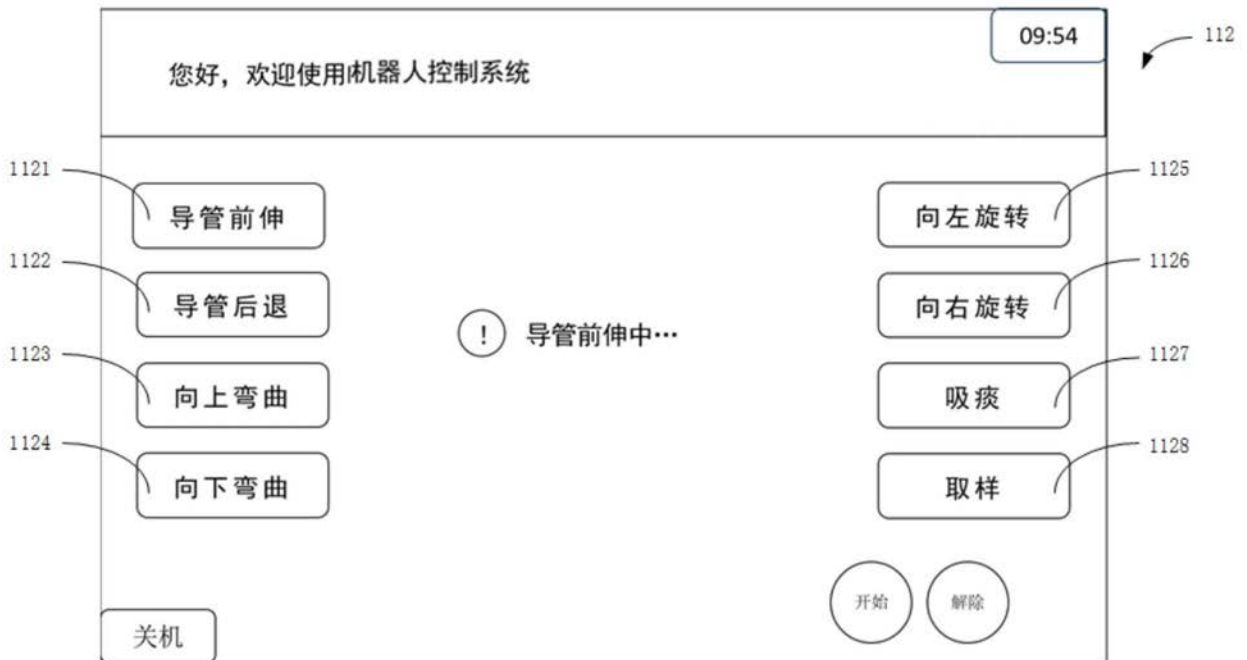 09:54
112
您好，欢迎使用机器人控制系统
1121
导管前伸
向左旋转
1125
1122
导管后退
向右旋转
1126
导管前伸中…
!
1123
向上弯曲
吸痰
1127
1124
向下弯曲
取样
1128
开始
解除
关机